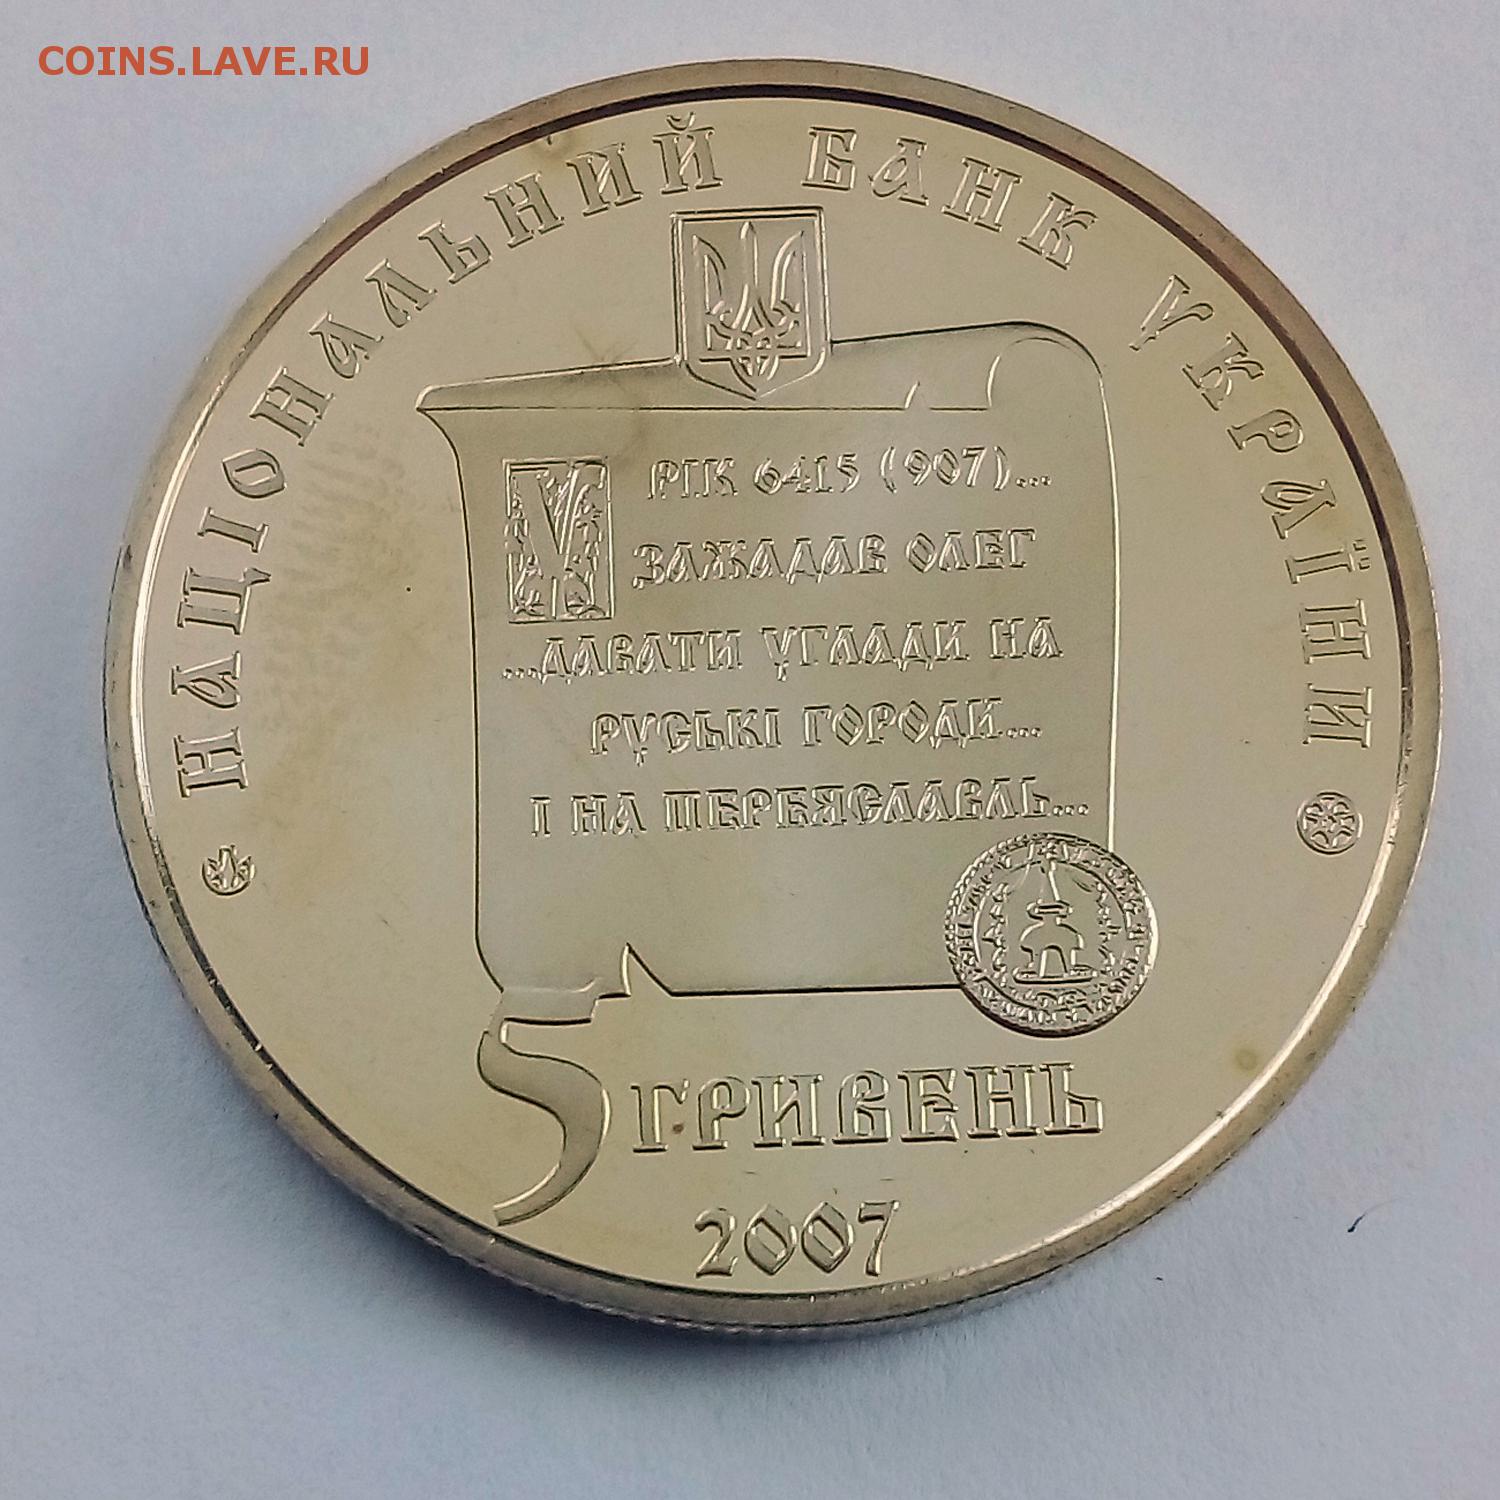 COINS.LAVE.RU
НАЦІОНАЛЬНИЙ БАНК УКРАЇНИ
У РІК 6415 (907)...
ЗАЖАДАВ ОЛЕГ
...ДАВАТИ УГЛАДИ НА
РУСЬКІ ГОРОДИ...
І НА ПЕРЕЯСЛАВЛЬ...
5 ГРИВЕНЬ
2007